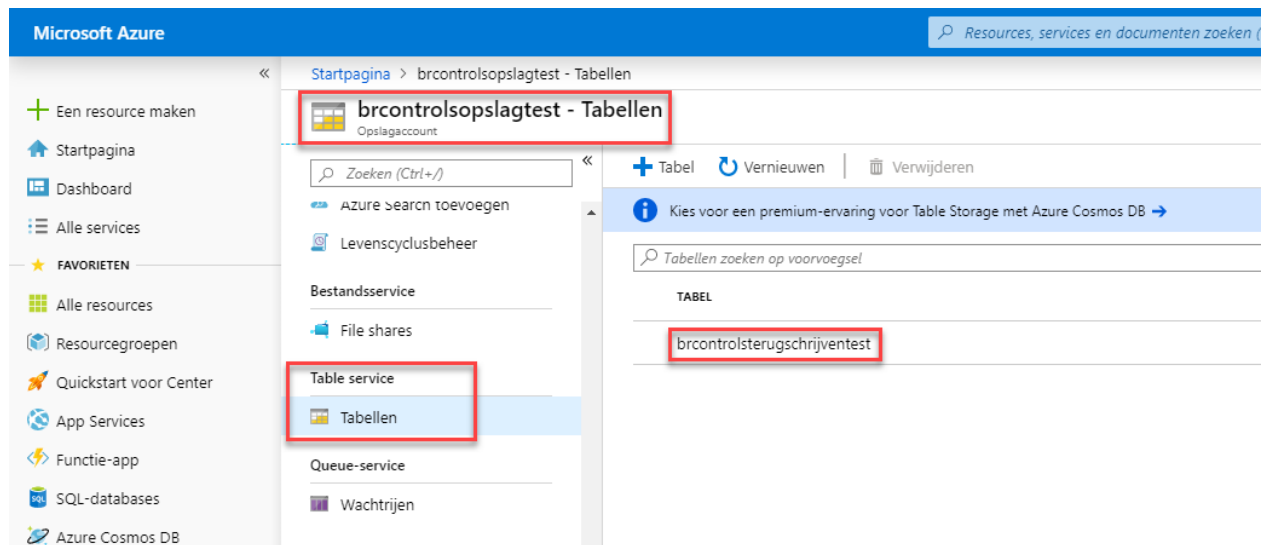 Microsoft Azure
Resources, services en documenten zoeken (
«
Een resource maken
Startpagina
Dashboard
Alle services
FAVORIETEN
Alle resources
Resourcegroepen
Quickstart voor Center
App Services
Functie-app
SQL-databases
Azure Cosmos DB
Startpagina > brcontrolsopslagtest - Tabellen
brcontrolsopslagtest - Tabellen
Opslagaccount
Zoeken (Ctrl+/)
«
Azure Search toevoegen
Levenscyclusbeheer
Bestandsservice
File shares
Table service
Tabellen
Queue-service
Wachtrijen
Tabel Vernieuwen Verwijderen
Kies voor een premium-ervaring voor Table Storage met Azure Cosmos DB →
Tabellen zoeken op voorvoegsel
TABEL
brcontrolsterugschrijventest